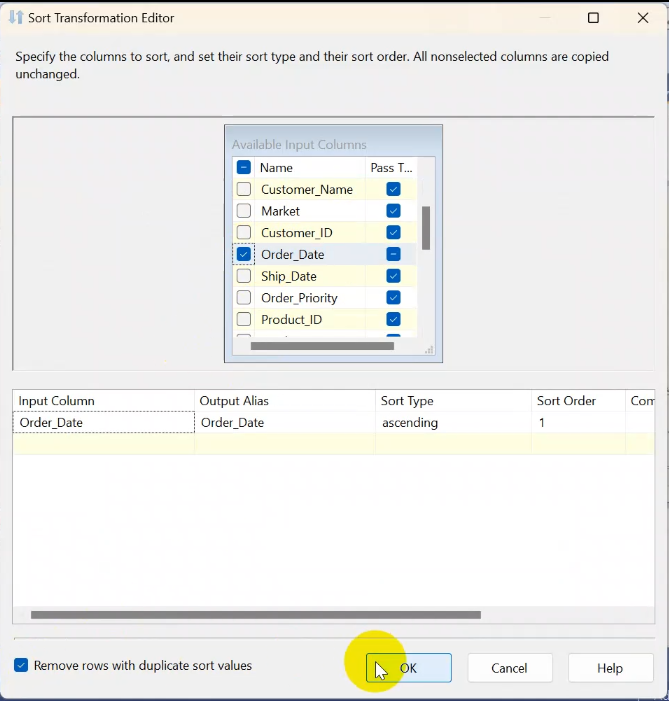 Sort Transformation Editor
Specify the columns to sort, and set their sort type and their sort order. All nonselected columns are copied
unchanged.
Available Input Columns
Name Pass T...
Customer_Name
Market
Customer_ID
Order_Date
Ship_Date
Order_Priority
Product_ID
Input Column Output Alias Sort Type Sort Order Com
Order_Date Order_Date ascending 1
Remove rows with duplicate sort values OK Cancel Help